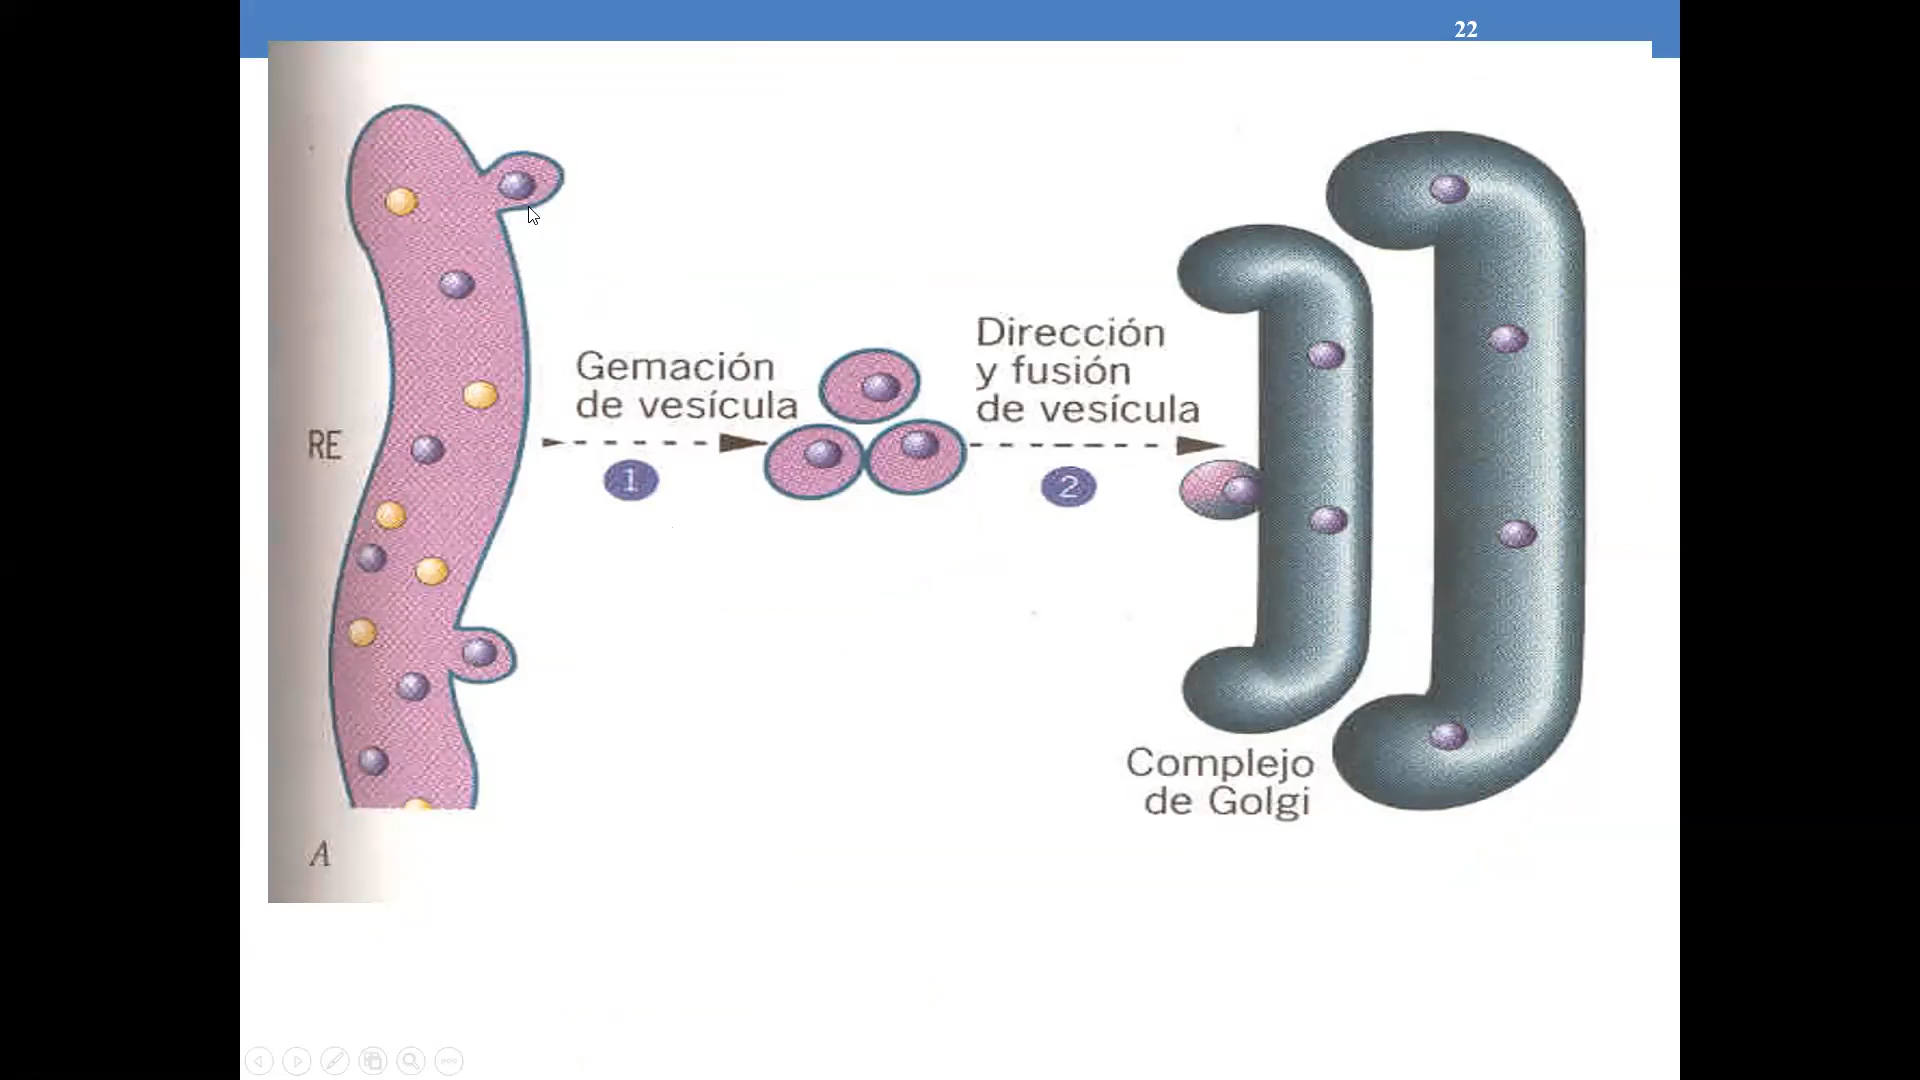 22
RE
Gemación
de vesícula
1
Dirección
y fusión
de vesícula
2
Complejo
de Golgi
A